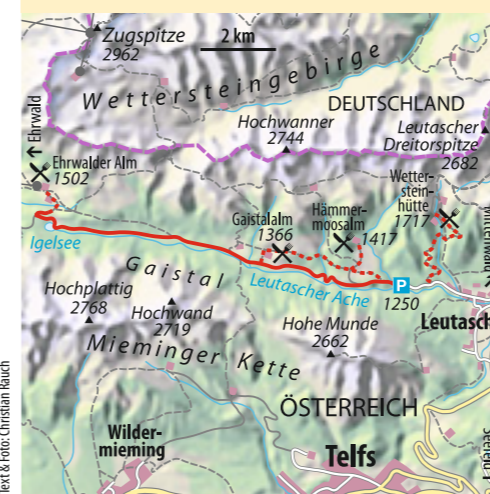 Zugspitze
2962
2 km
Wettersteingebirge
DEUTSCHLAND
Hochwanner
2744
Leutascher
Dreitorspitze
2682
← Ehrwald
Ehrwalder Alm
1502
Wetter-
stein-
hütte
1717
Gaistalalm
1366
Hämmer-
moosalm
1417
Igelsee
Gaistal
Leutascher Ache
P
1250
Hochplattig
2768
Hochwand
2719
Hohe Munde
2662
Leutasch
Mieminger Kette
ÖSTERREICH
Wilder-
mieming
Telfs
Text & Foto: Christian Rauch